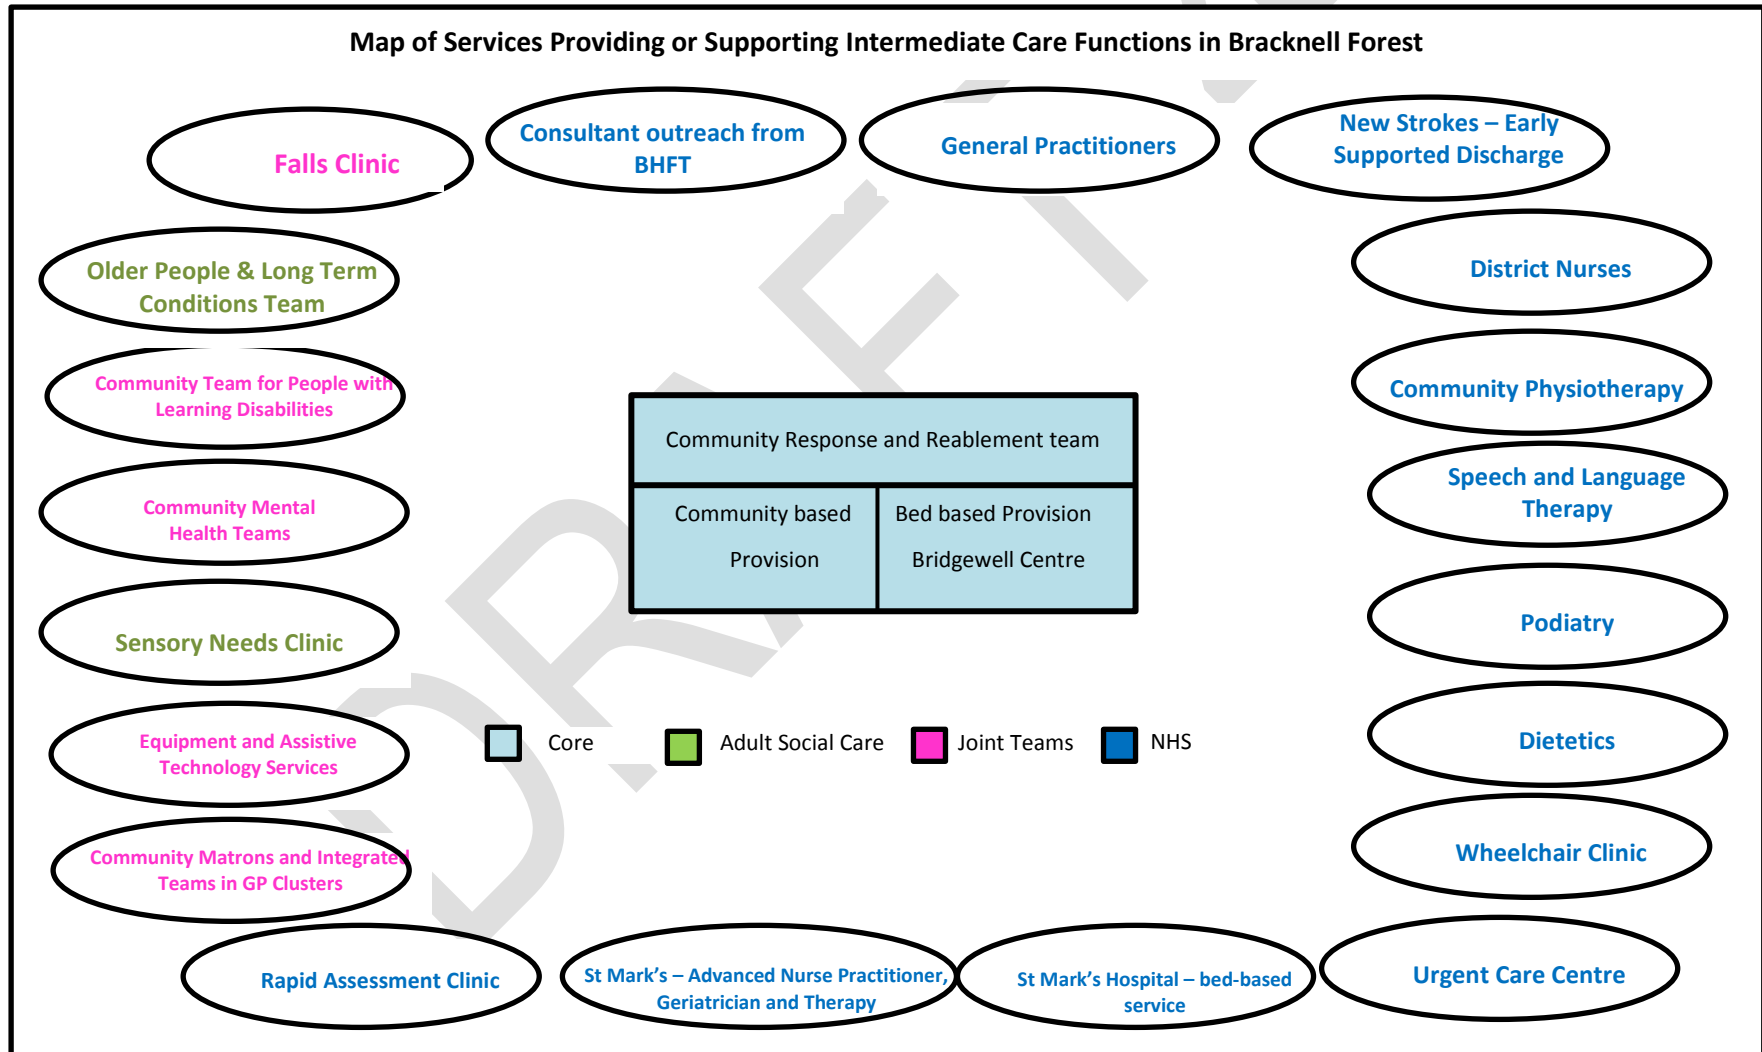 Map of Services Providing or Supporting Intermediate Care Functions in Bracknell Forest
Falls Clinic
Consultant outreach from
BHFT
General Practitioners
New Strokes – Early
Supported Discharge
Older People & Long Term
Conditions Team
District Nurses
Community Team for People with
Learning Disabilities
Community Physiotherapy
Community Response and Reablement team
Community based
Provision
Bed based Provision
Bridgewell Centre
Community Mental
Health Teams
Speech and Language
Therapy
Sensory Needs Clinic
Podiatry
Equipment and Assistive
Technology Services
Core
Adult Social Care
Joint Teams
NHS
Dietetics
Community Matrons and Integrated
Teams in GP Clusters
Wheelchair Clinic
Rapid Assessment Clinic
St Mark's – Advanced Nurse Practitioner,
Geriatrician and Therapy
St Mark's Hospital – bed-based
service
Urgent Care Centre
DRAFT